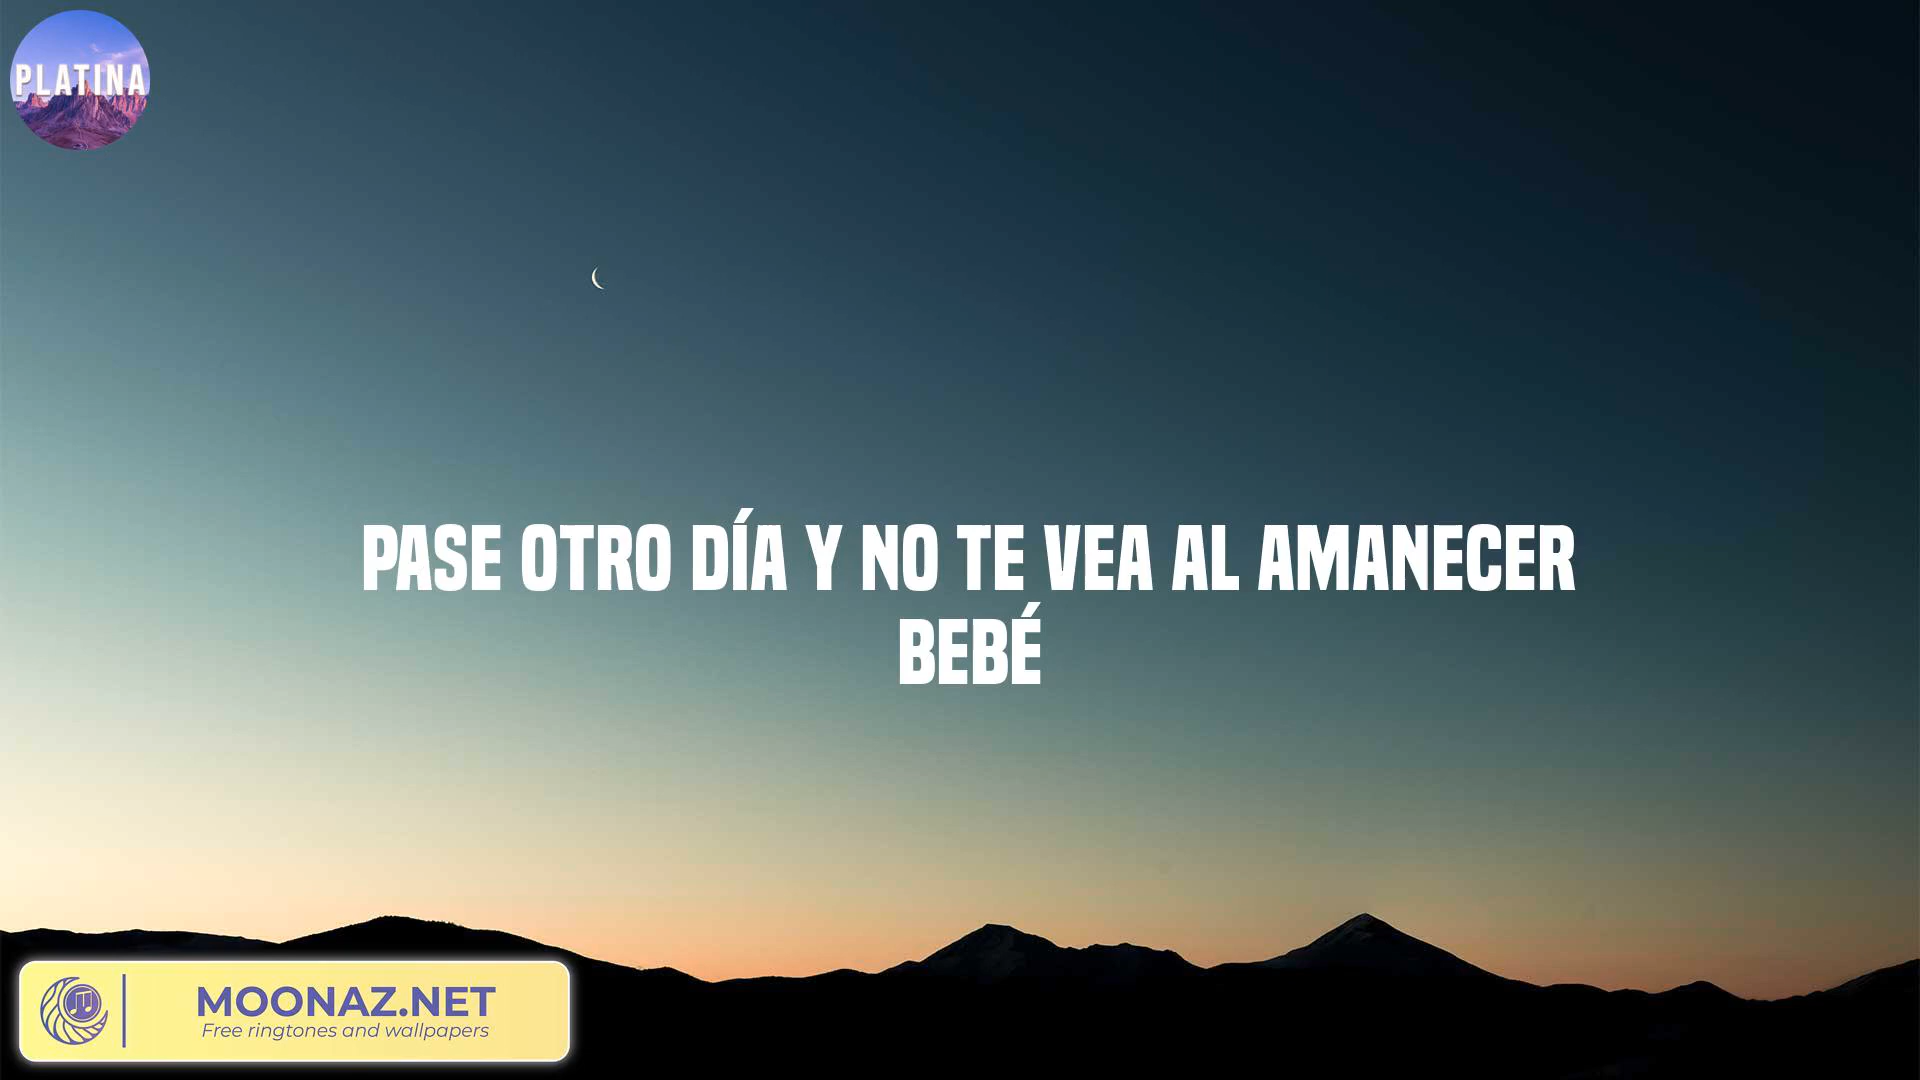 PLATINA
PASE OTRO DÍA Y NO TE VEA AL AMANECER
BEBÉ
MOONAZ.NET
Free ringtones and wallpapers